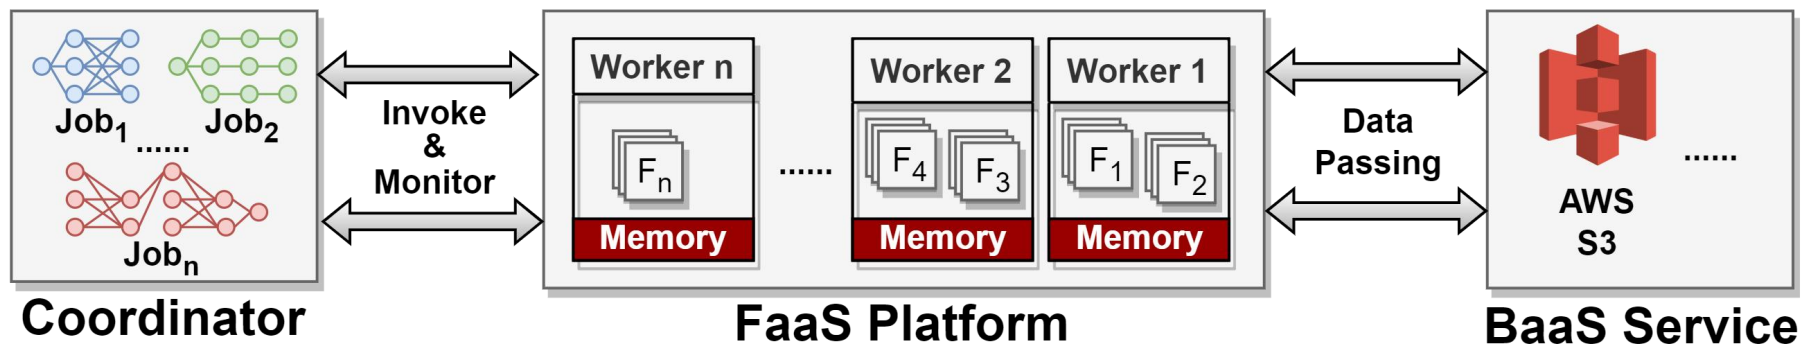 Job1
Job2
......
Jobn
Coordinator
Invoke
&
Monitor
Worker n
Fn
Memory
......
Worker 2
F4
F3
Memory
Worker 1
F1
F2
Memory
FaaS Platform
Data
Passing
AWS
S3
......
BaaS Service